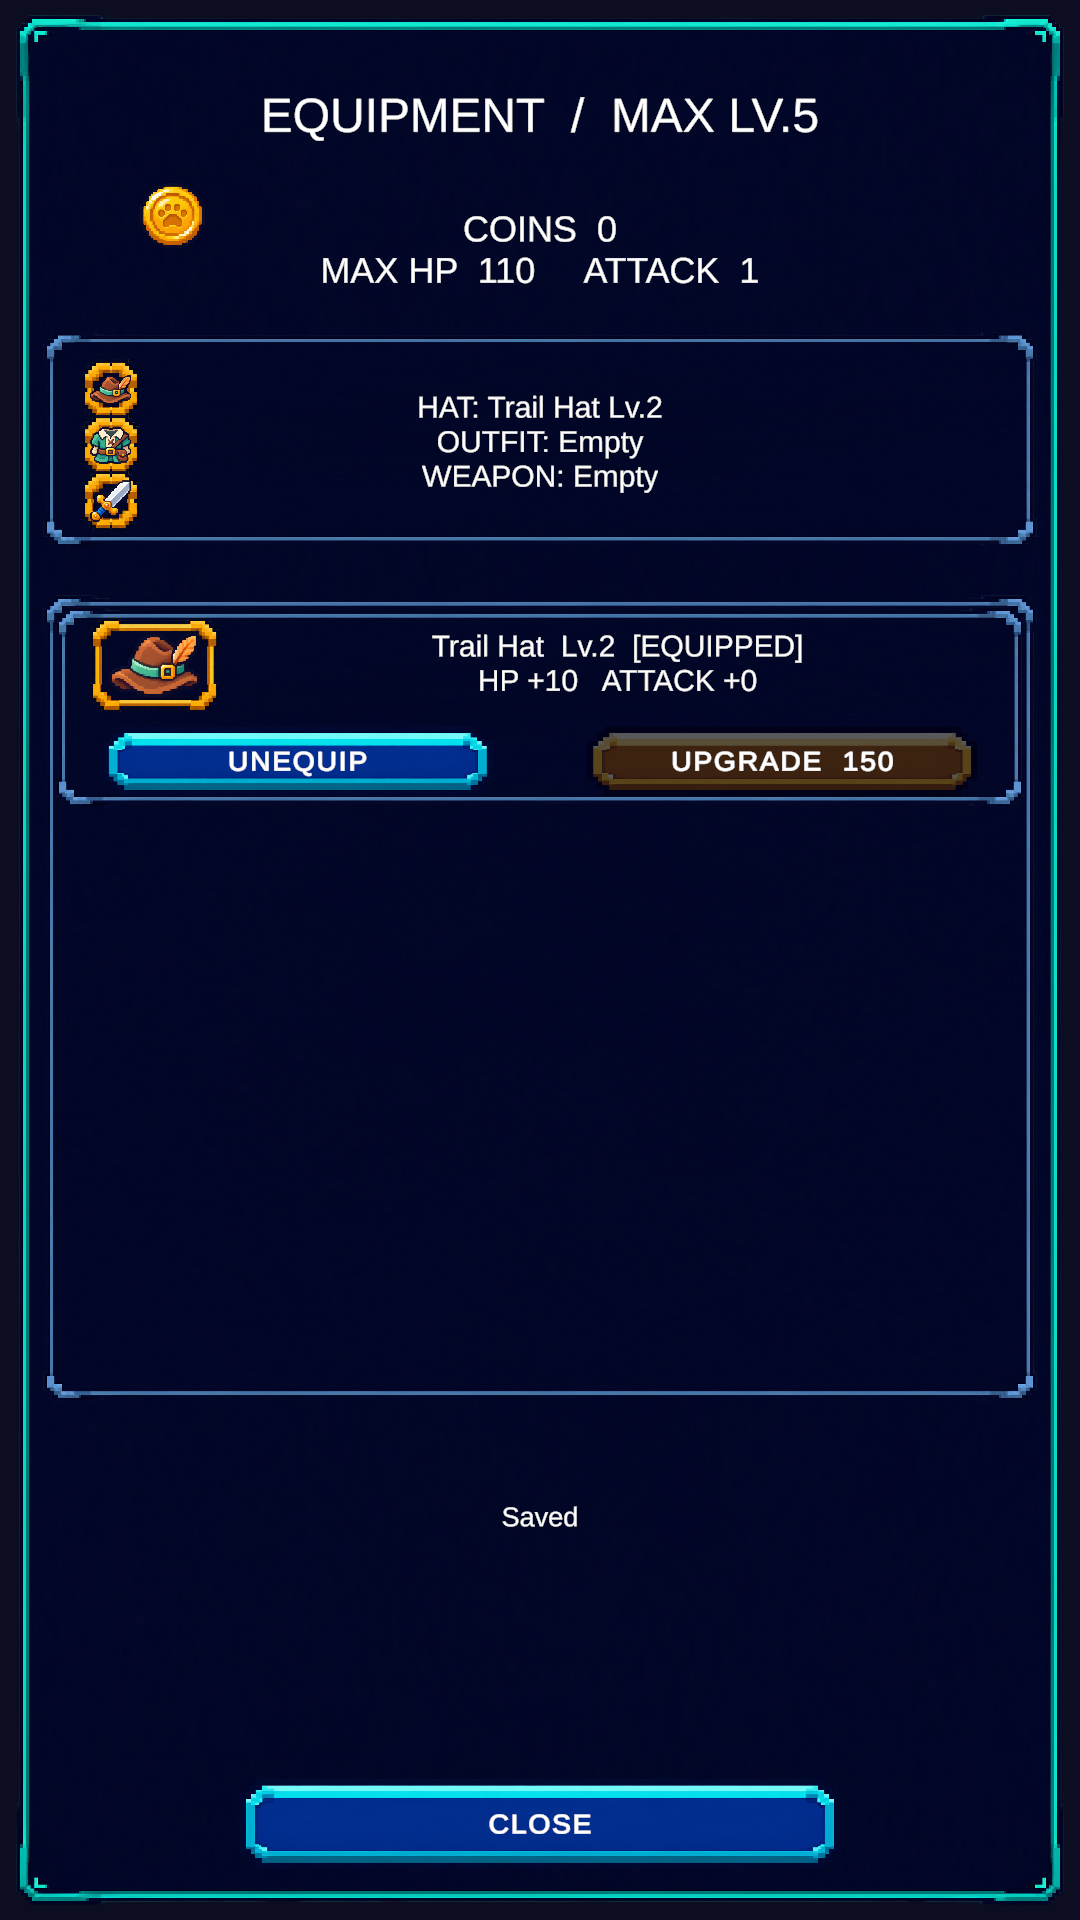 EQUIPMENT / MAX LV.5
COINS 0
MAX HP 110 ATTACK 1
HAT: Trail Hat Lv.2
OUTFIT: Empty
WEAPON: Empty
Trail Hat Lv.2 [EQUIPPED]
HP +10 ATTACK +0
UNEQUIP UPGRADE 150
Saved
CLOSE